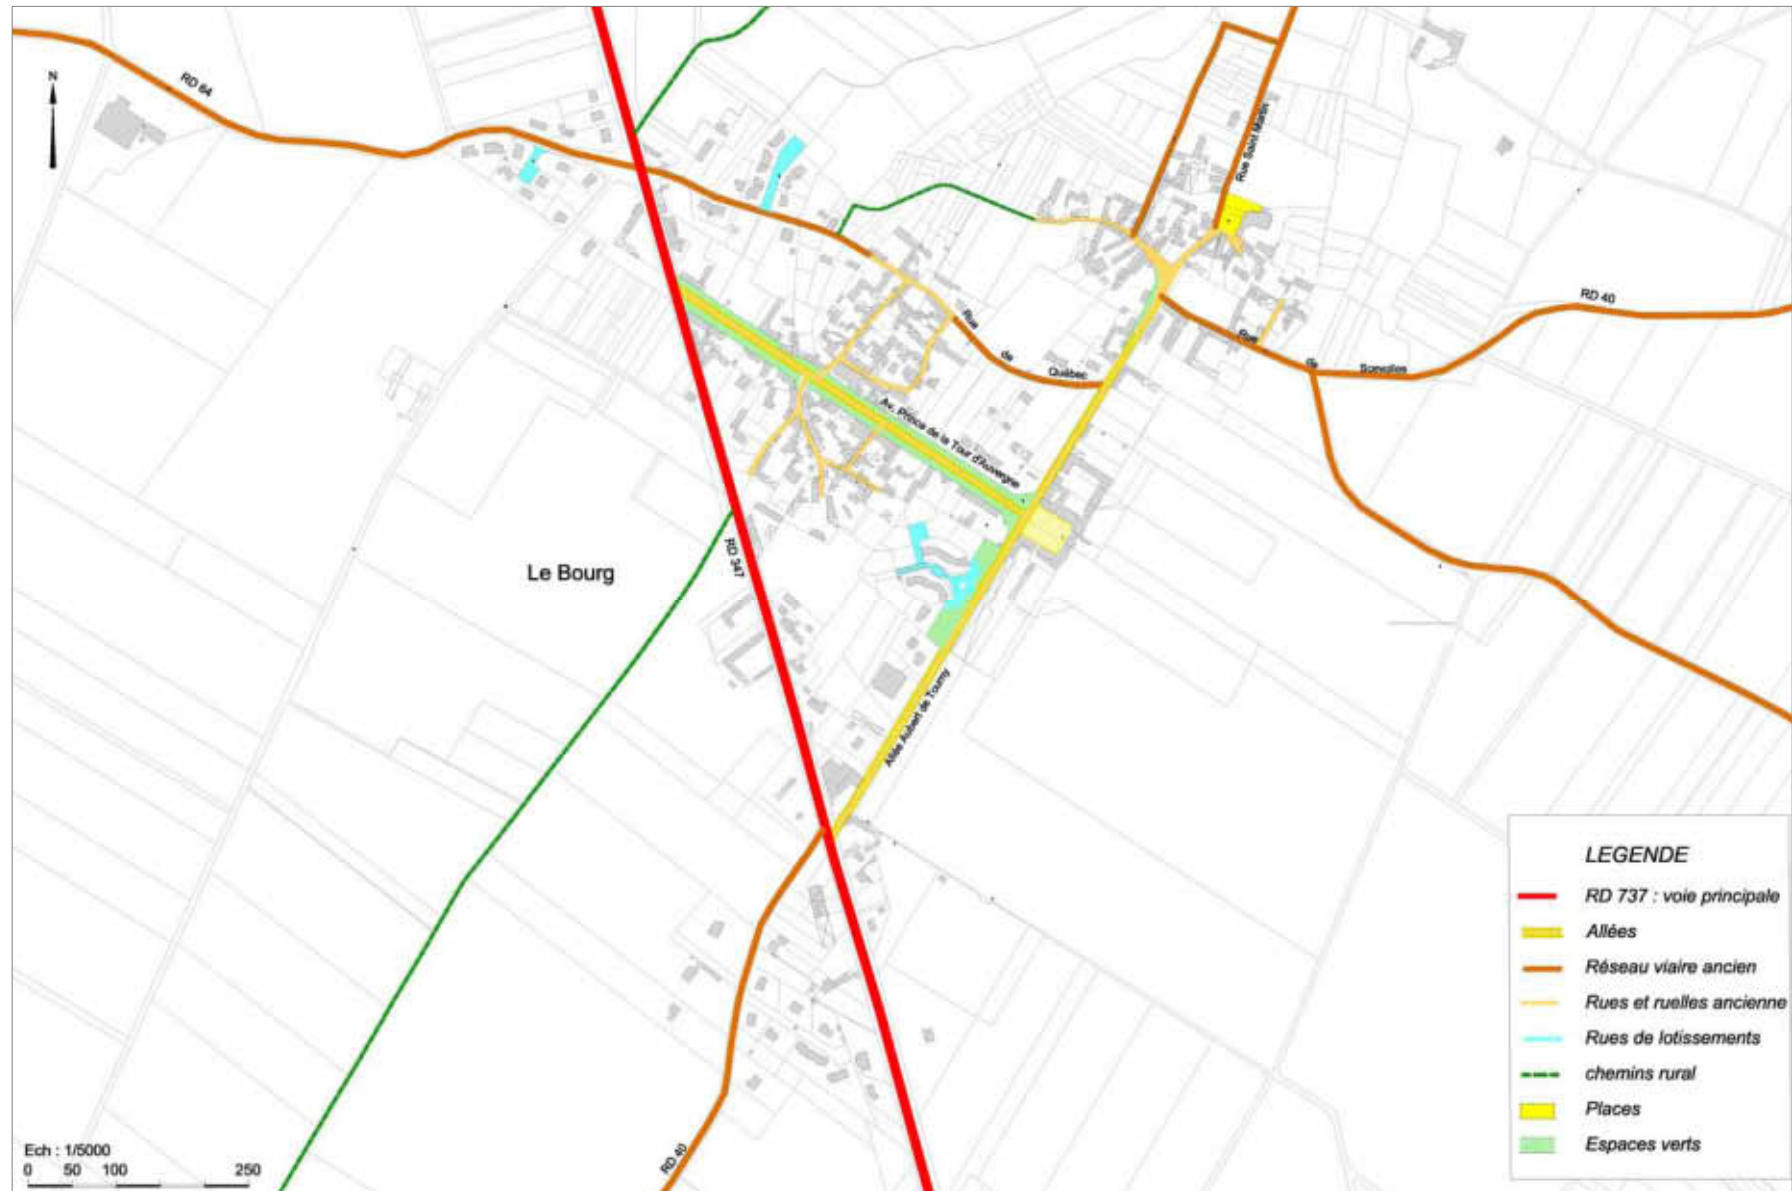 N
RD 64
Rue Saint Martin
RD 40
Rue
de
Québec
Rue
de
Scevolles
Av. Prince de la Tour d'Auvergne
Le Bourg
RD 347
Allée Aubert de Tourny
RD 40
Ech : 1/5000
0 50 100 250
LEGENDE
RD 737 : voie principale
Allées
Réseau viaire ancien
Rues et ruelles ancienne
Rues de lotissements
chemins rural
Places
Espaces verts